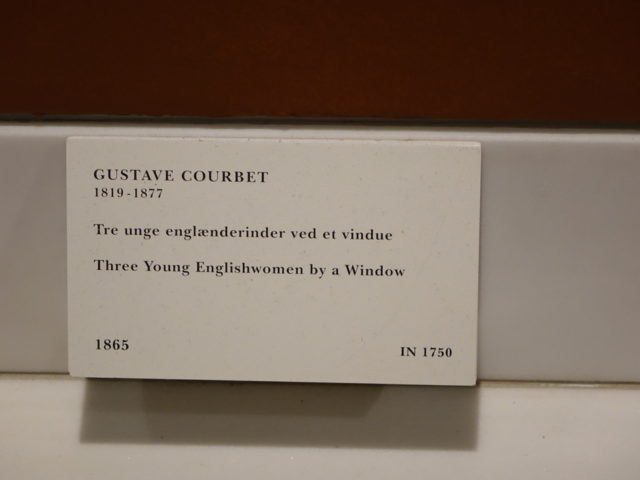 GUSTAVE COURBET
1819-1877
Tre unge englænderinder ved et vindue
Three Young Englishwomen by a Window
1865
IN 1750